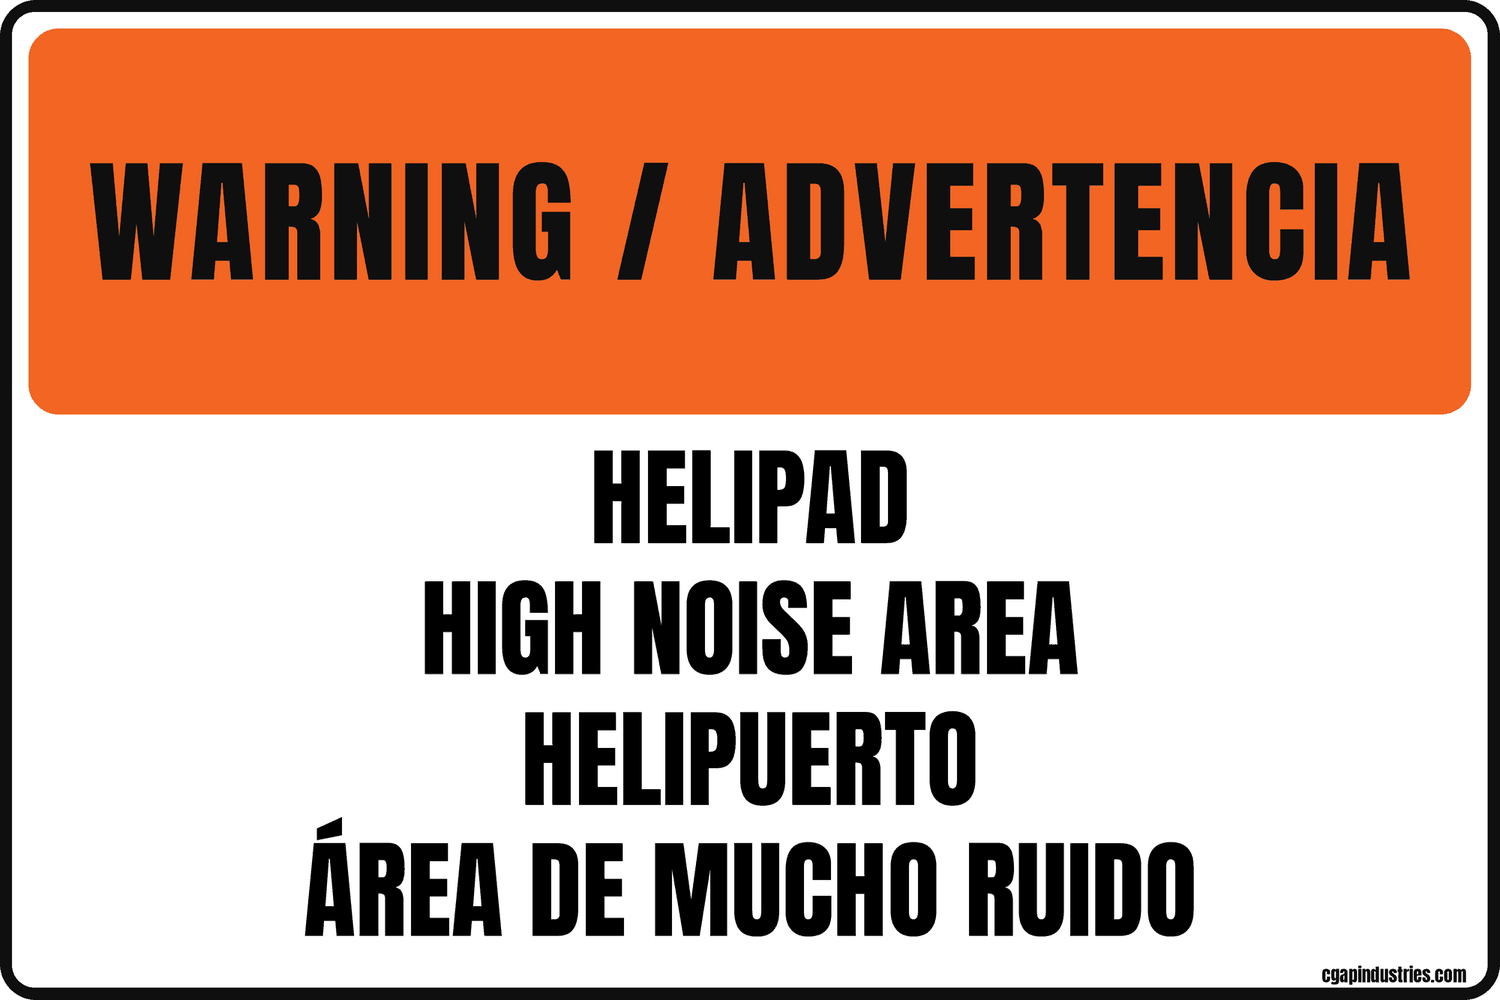 WARNING / ADVERTENCIA
HELIPAD
HIGH NOISE AREA
HELIPUERTO
ÁREA DE MUCHO RUIDO
cgapindustries.com